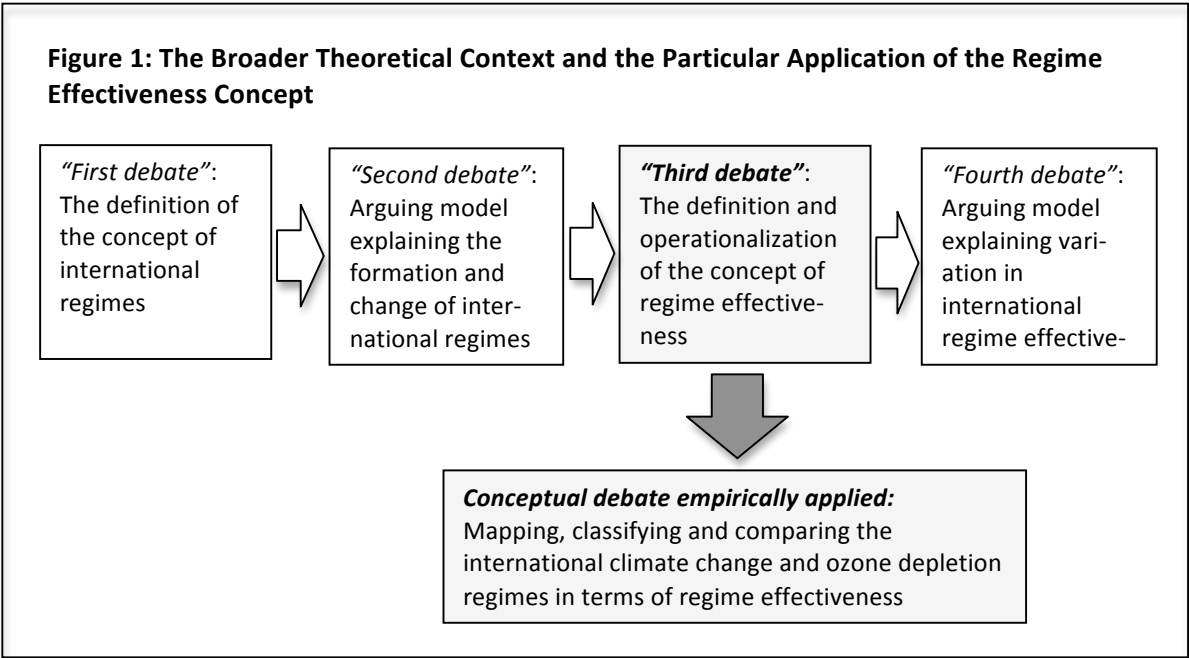 Figure 1: The Broader Theoretical Context and the Particular Application of the Regime
Effectiveness Concept
“First debate”:
The definition of
the concept of
international
regimes
“Second debate”:
Arguing model
explaining the
formation and
change of inter-
national regimes
“Third debate”:
The definition and
operationalization
of the concept of
regime effective-
ness
“Fourth debate”:
Arguing model
explaining vari-
ation in
international
regime effective-
Conceptual debate empirically applied:
Mapping, classifying and comparing the
international climate change and ozone depletion
regimes in terms of regime effectiveness